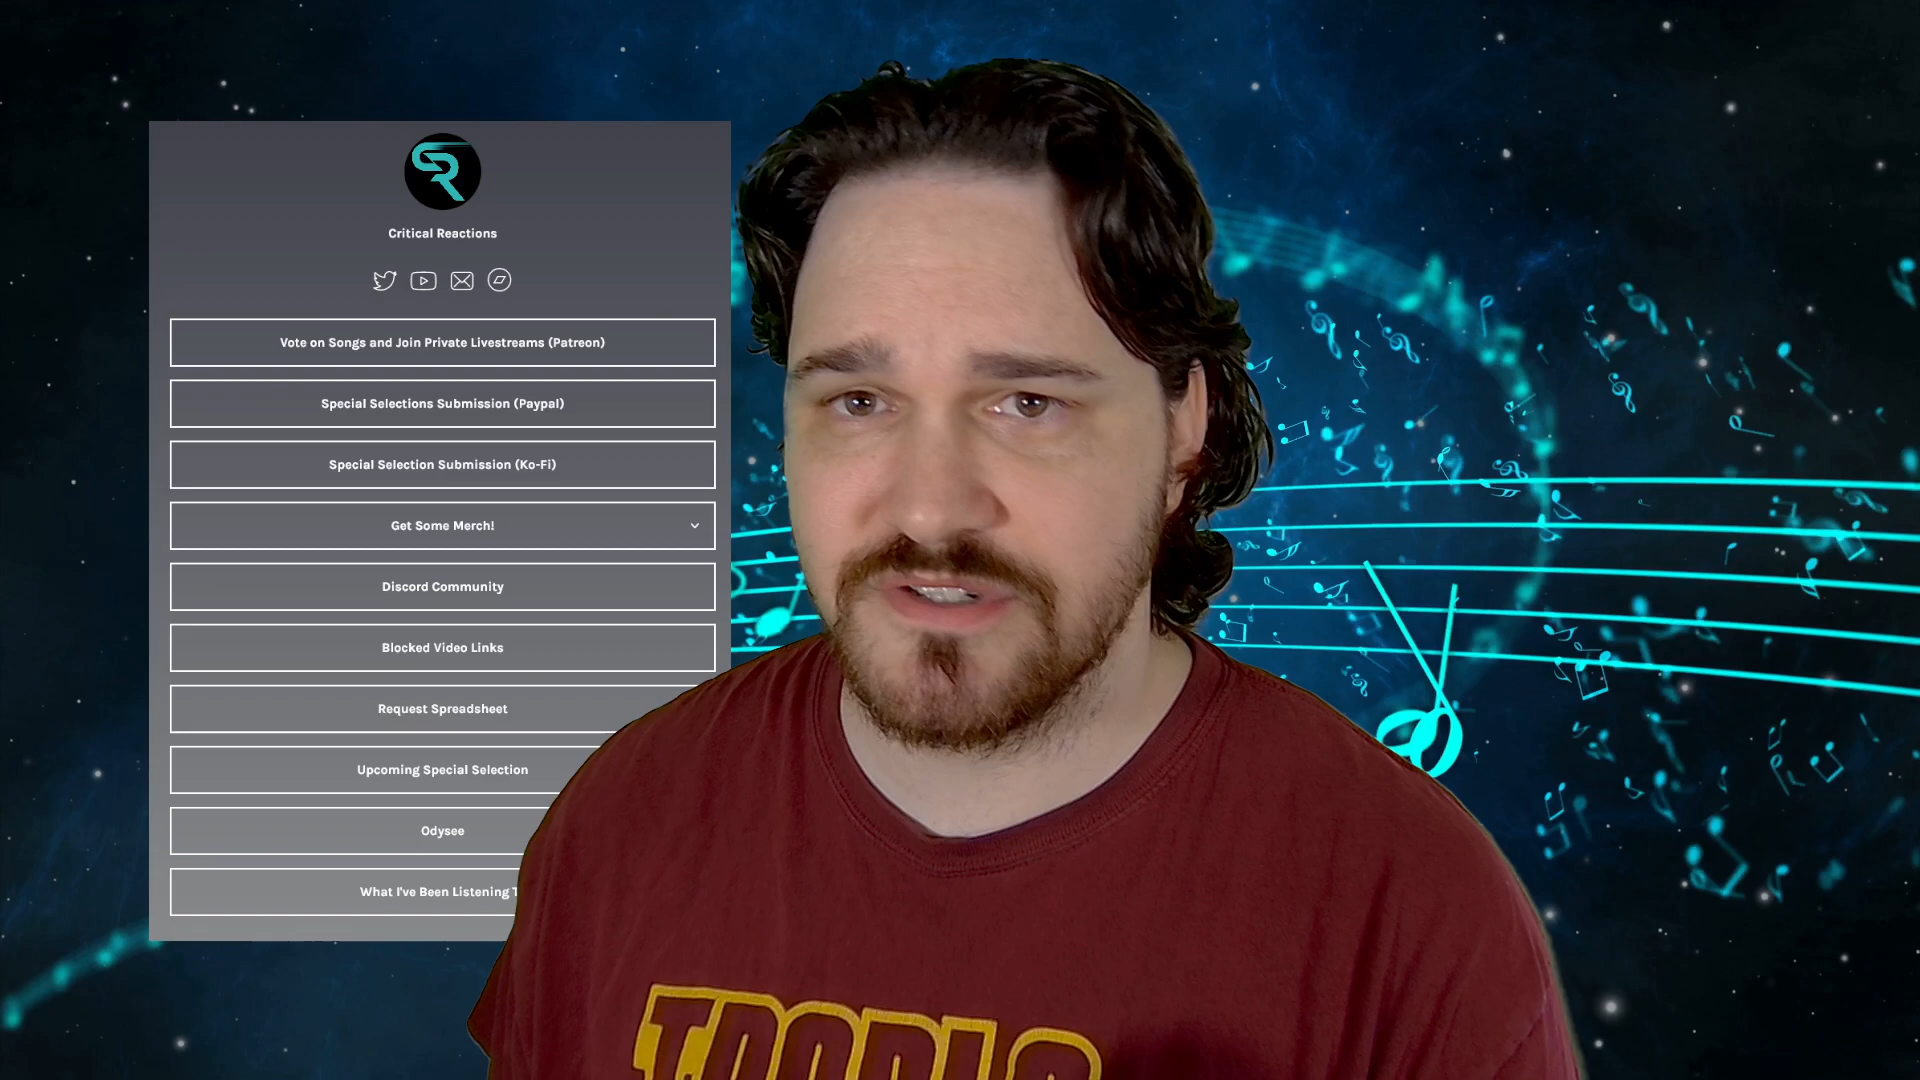 Critical Reactions
Vote on Songs and Join Private Livestreams (Patreon)
Special Selections Submission (Paypal)
Special Selection Submission (Ko-Fi)
Get Some Merch!
Discord Community
Blocked Video Links
Request Spreadsheet
Upcoming Special Selection
Odysee
What I've Been Listening T